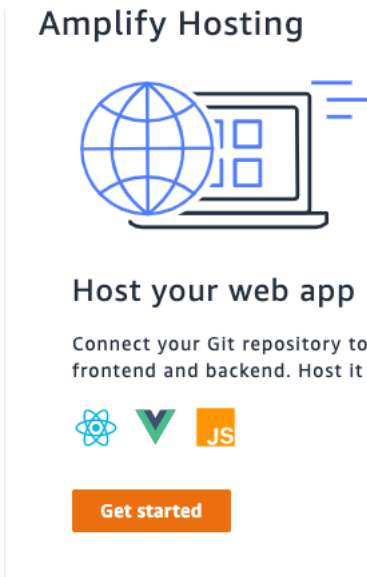 Amplify Hosting
Host your web app
Connect your Git repository to
frontend and backend. Host it
JS
Get started